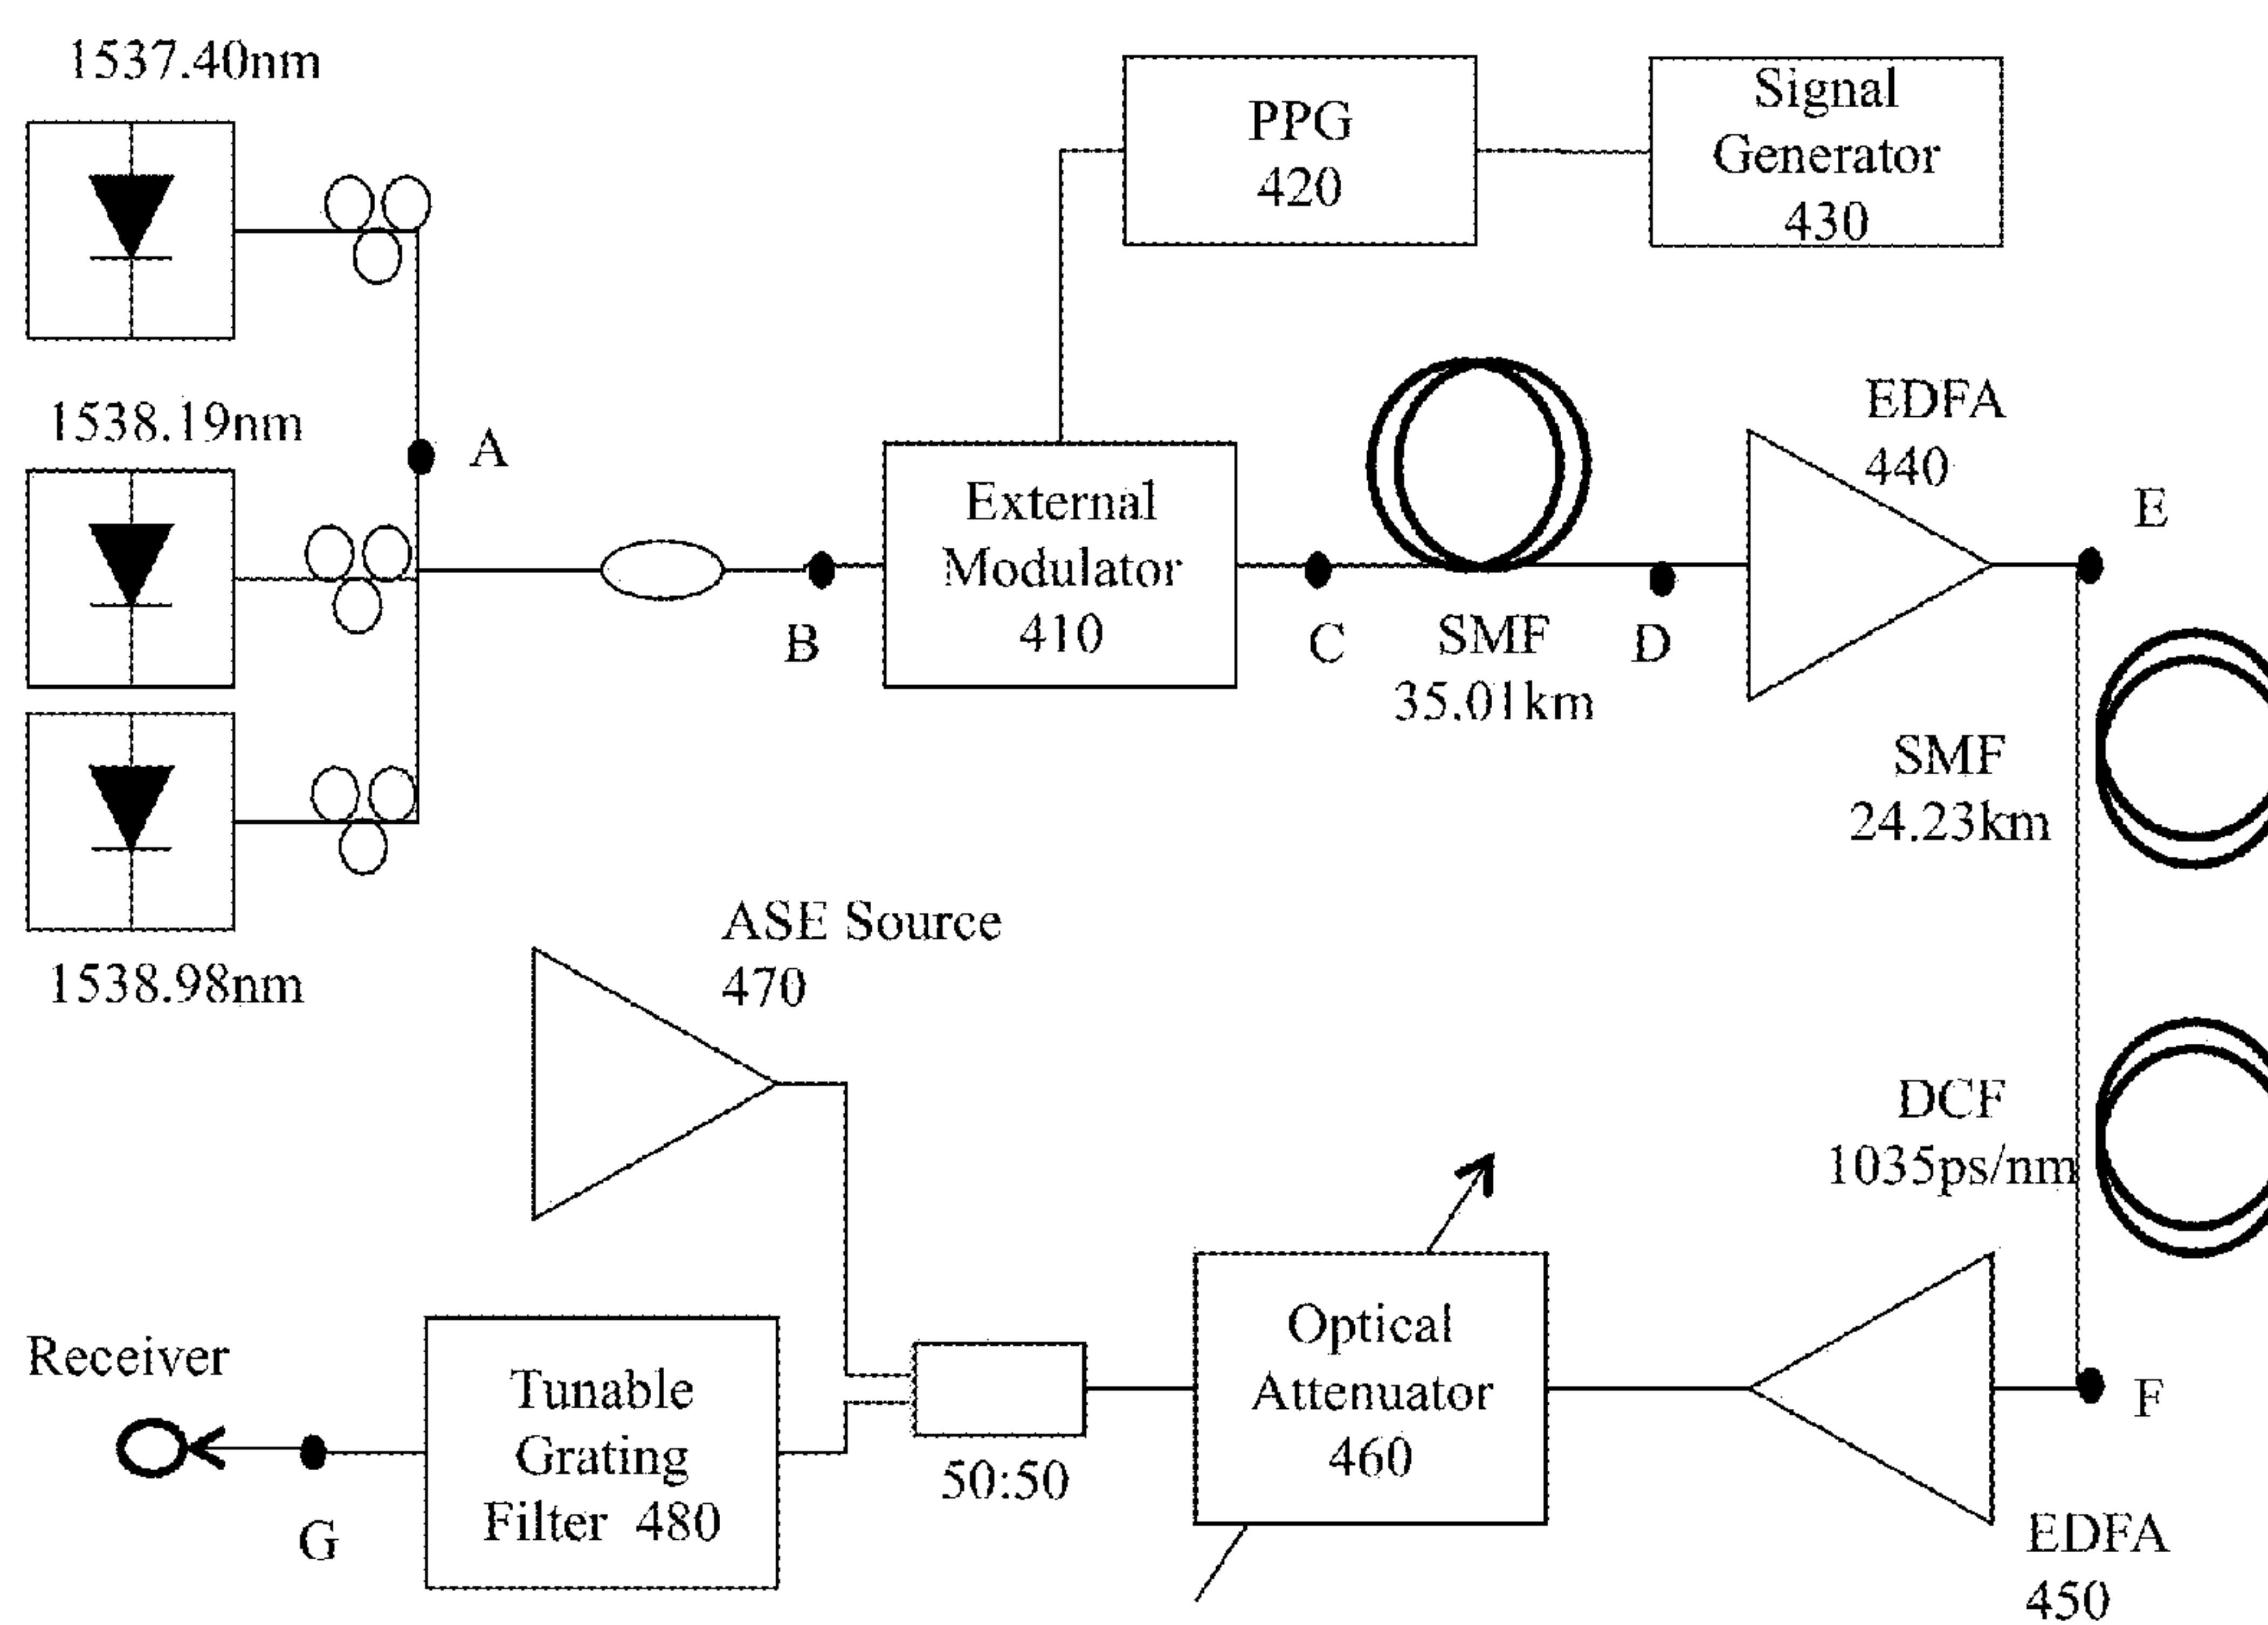 1537.40nm
PPG
420
Signal
Generator
430
1538.19nm
A
EDFA
440
E
External
Modulator
410
B
C
SMF
35.01km
D
SMF
24.23km
1538.98nm
ASE Source
470
DCF
1035ps/nm
Receiver
Tunable
Grating
Filter 480
G
50:50
Optical
Attenuator
460
F
EDFA
450